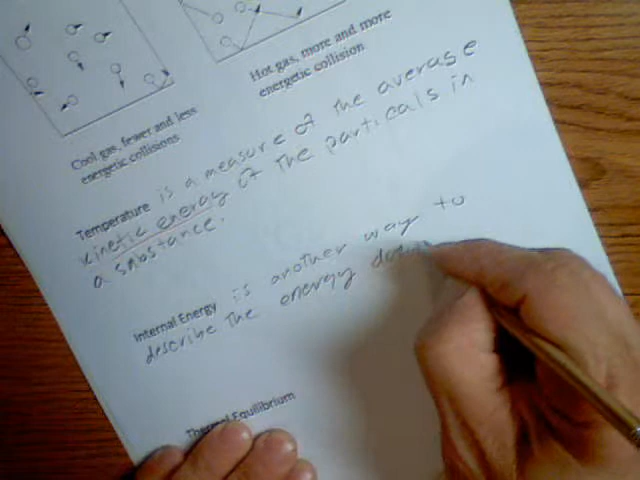 Cool gas, fewer and less
energetic collisions
Hot gas, more and more
energetic collision
Temperature is a measure of the average
kinetic energy of the particals in
a substance.
Internal Energy is another way to
describe the energy
Thermal Equilibrium